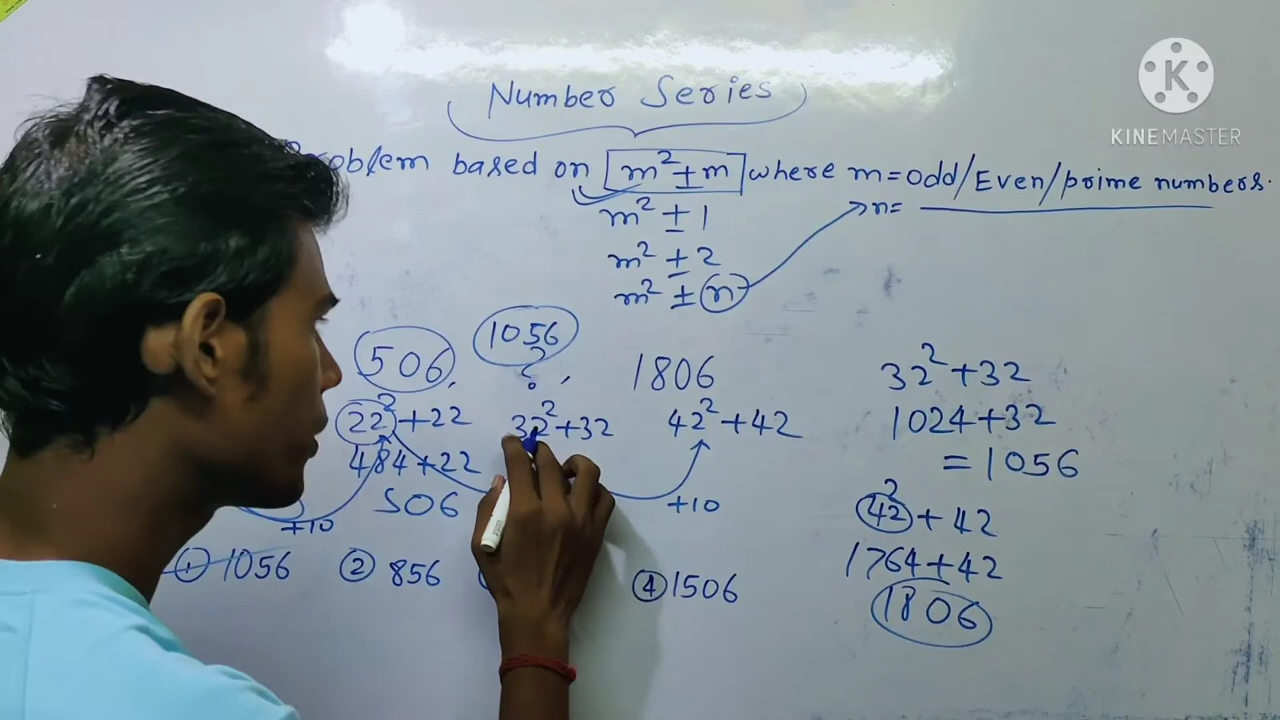 KINEMASTER
Number Series
Problem based on m² ± m where m = odd/Even/prime numbers.
m² ± 1
n =
m² ± 2
m² ± n
506, ?, 1806
1056
22² + 22
32² + 32
42² + 42
484 + 22
506
+10
+10
① 1056 ② 856 ④ 1506
32² + 32
1024 + 32
= 1056
42² + 42
1764 + 42
1806